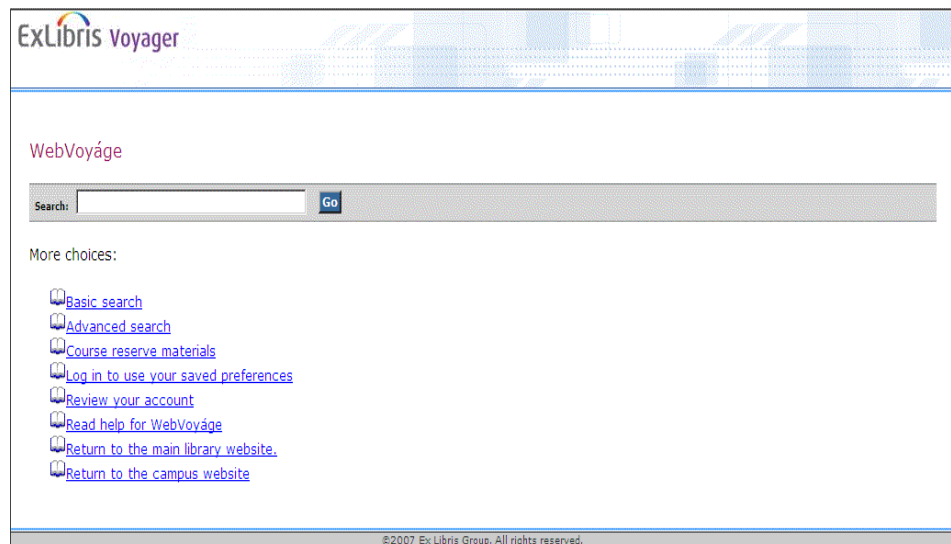 ExLibris Voyager
WebVoyáge
Search: Go
More choices:
Basic search
Advanced search
Course reserve materials
Log in to use your saved preferences
Review your account
Read help for WebVoyáge
Return to the main library website.
Return to the campus website
©2007 Ex Libris Group. All rights reserved.